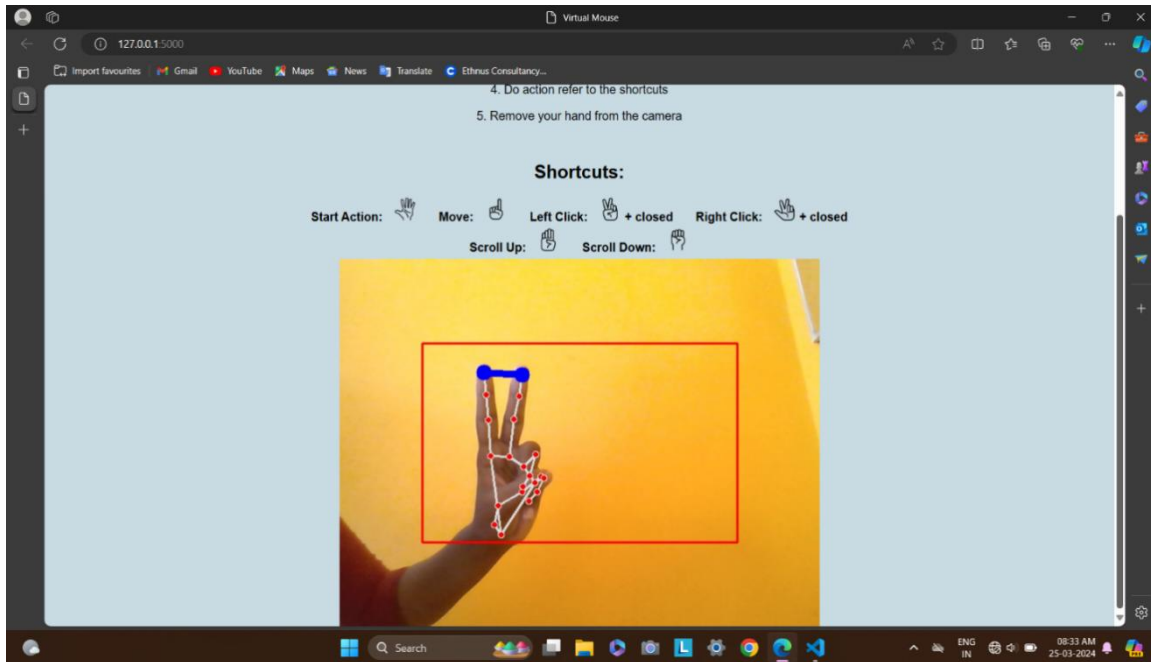 Virtual Mouse
127.0.0.1:5000
Import favourites Gmail YouTube Maps News Translate Ethnus Consultancy...
4. Do action refer to the shortcuts
5. Remove your hand from the camera
Shortcuts:
Start Action: Move: Left Click: + closed Right Click: + closed
Scroll Up: Scroll Down:
Search
ENG
IN
08:33 AM
25-03-2024